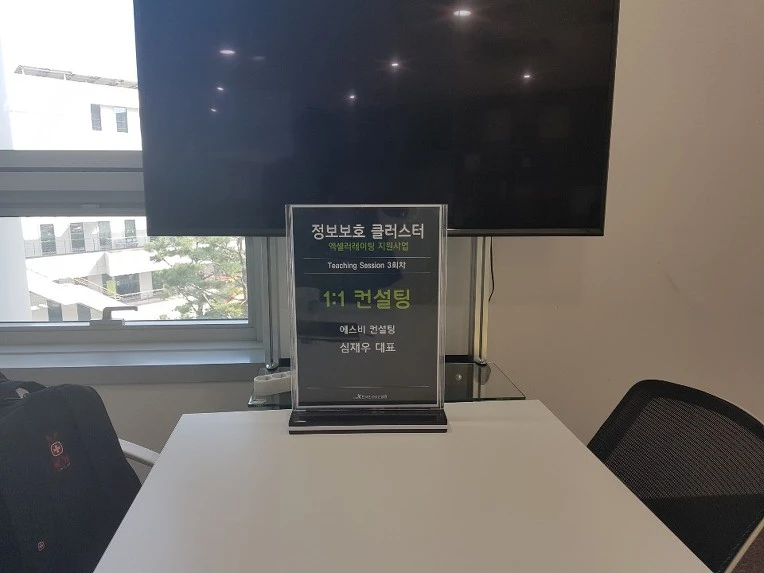 정보보호 클러스터
엑셀러레이팅 지원사업
Teaching Session 3회차
1:1 컨설팅
에스비 컨설팅
심재우 대표